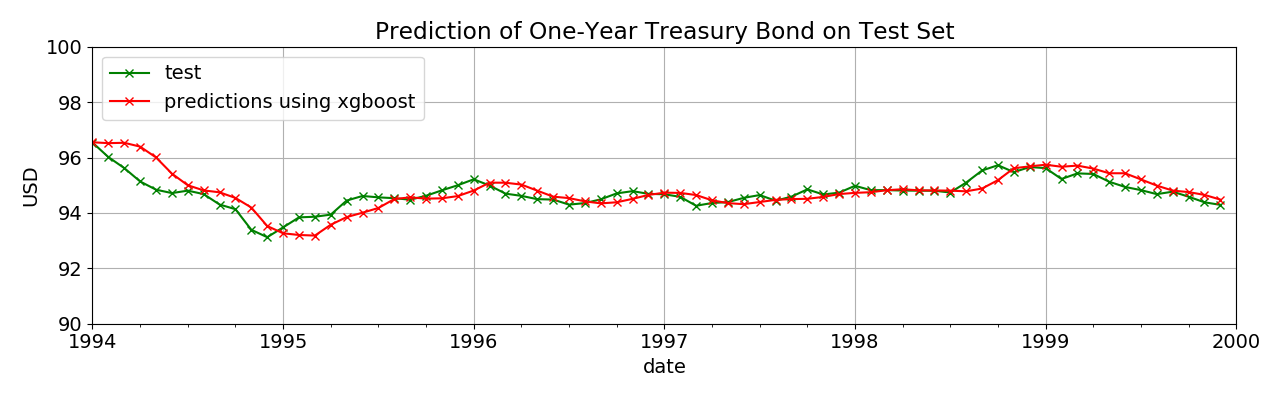 Prediction of One-Year Treasury Bond on Test Set
100
98
96
94
92
90
USD
test
predictions using xgboost
1994 1995 1996 1997 1998 1999 2000
date